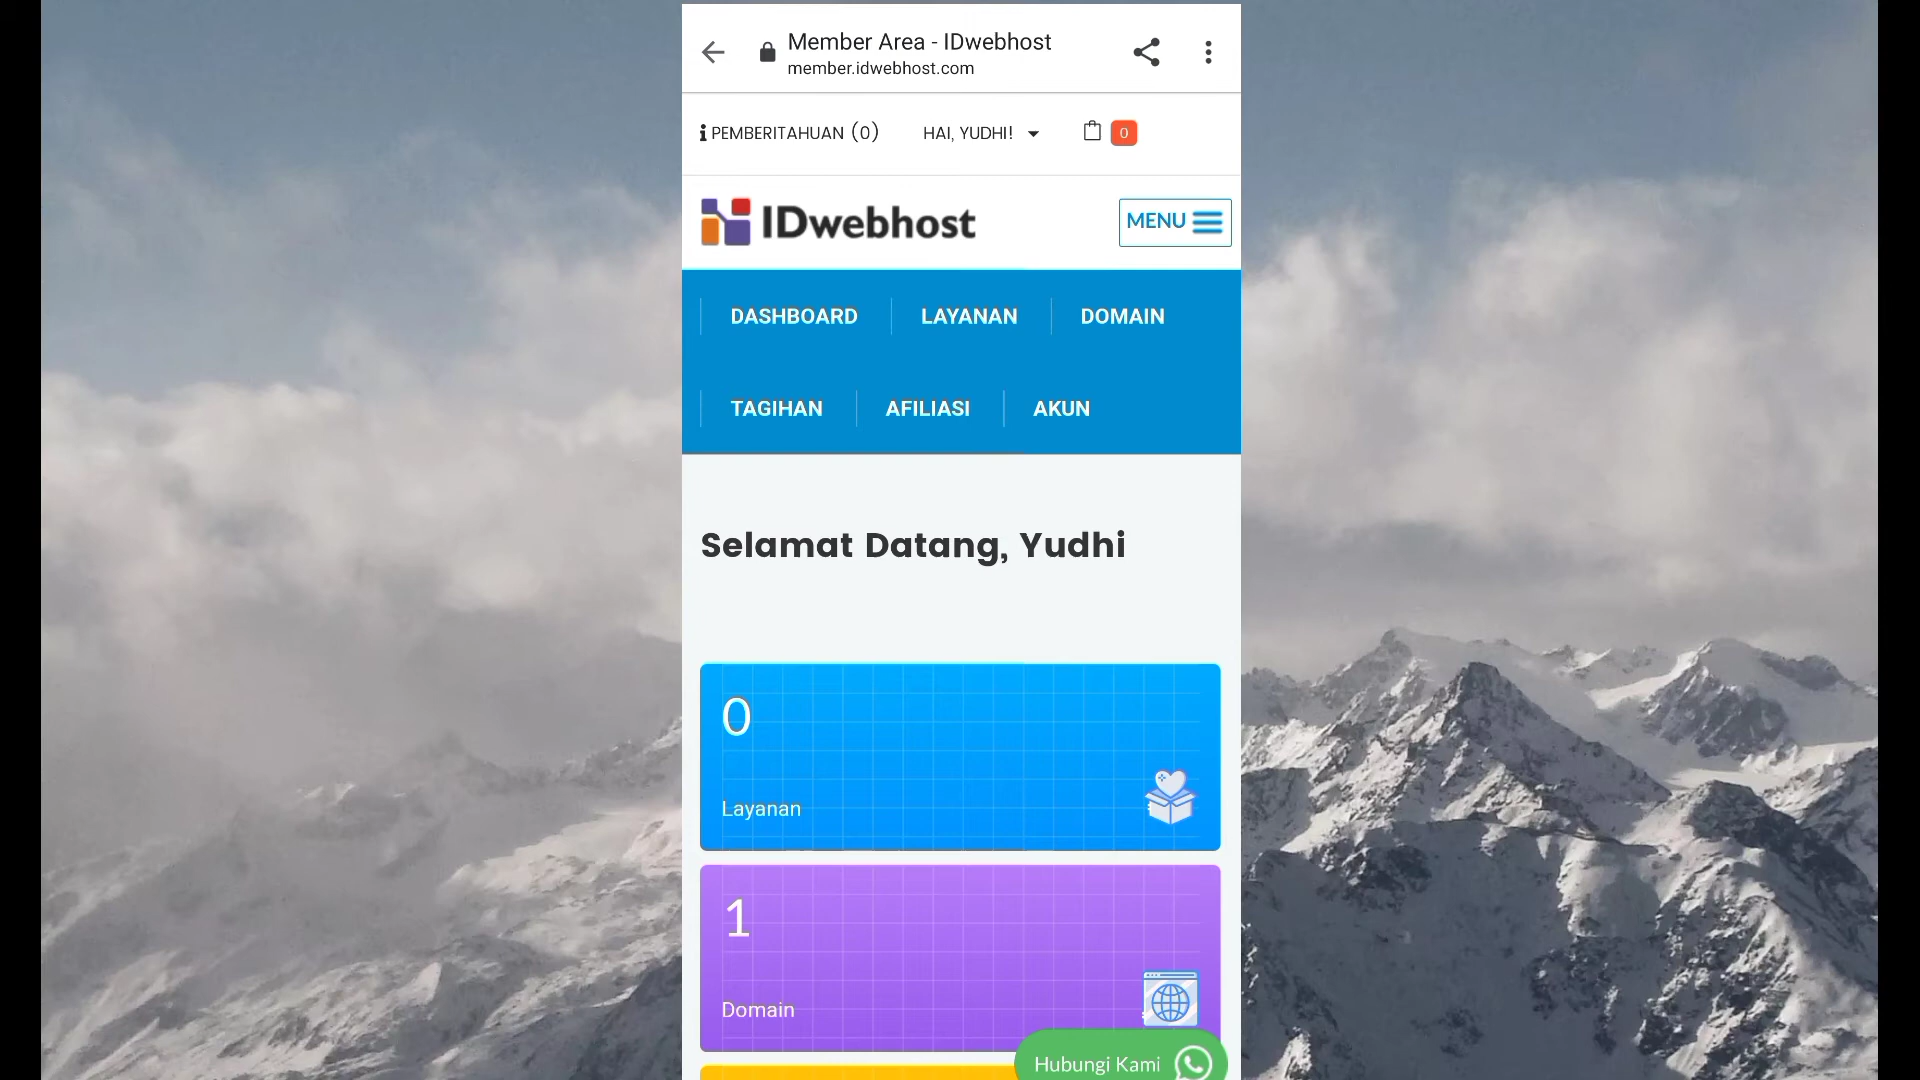 Member Area - IDwebhost
member.idwebhost.com
PEMBERITAHUAN (0) HAI, YUDHI! 0
IDwebhost MENU
DASHBOARD LAYANAN DOMAIN
TAGIHAN AFILIASI AKUN
Selamat Datang, Yudhi
0
Layanan
1
Domain
Hubungi Kami